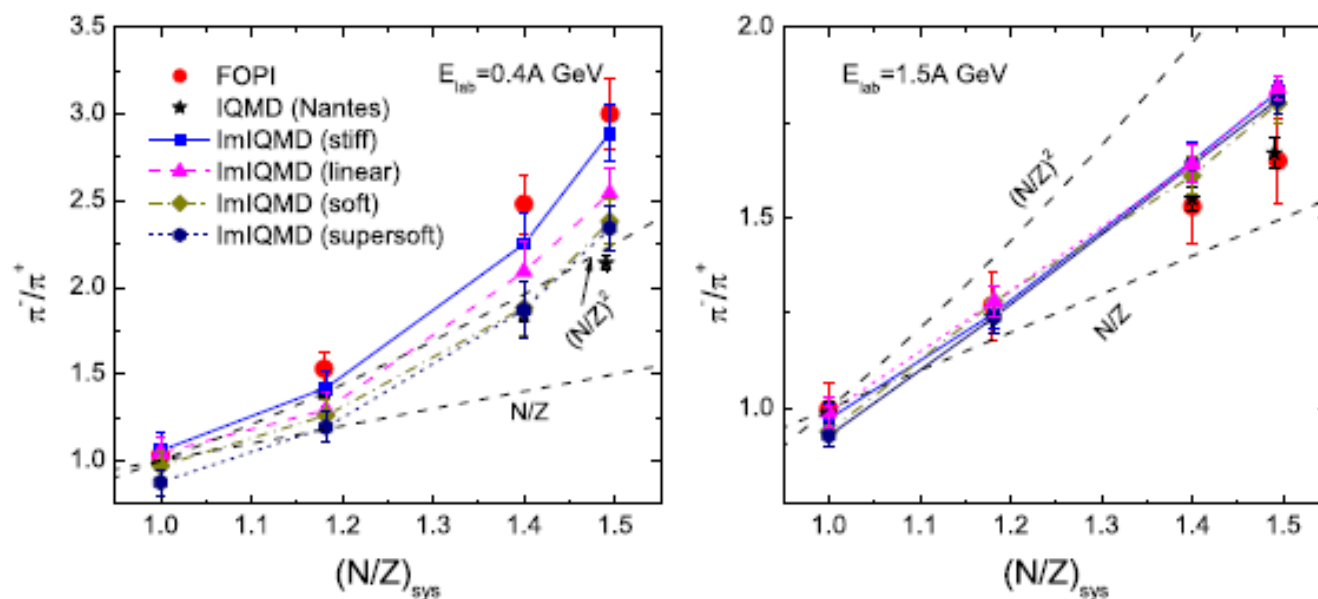 3.5
3.0
2.5
2.0
1.5
1.0
π⁻/π⁺
FOPI
IQMD (Nantes)
ImIQMD (stiff)
ImIQMD (linear)
ImIQMD (soft)
ImIQMD (supersoft)
E_lab=0.4A GeV
(N/Z)²
N/Z
1.0 1.1 1.2 1.3 1.4 1.5
(N/Z)_sys
2.0
1.5
1.0
π⁻/π⁺
E_lab=1.5A GeV
(N/Z)²
N/Z
1.0 1.1 1.2 1.3 1.4 1.5
(N/Z)_sys